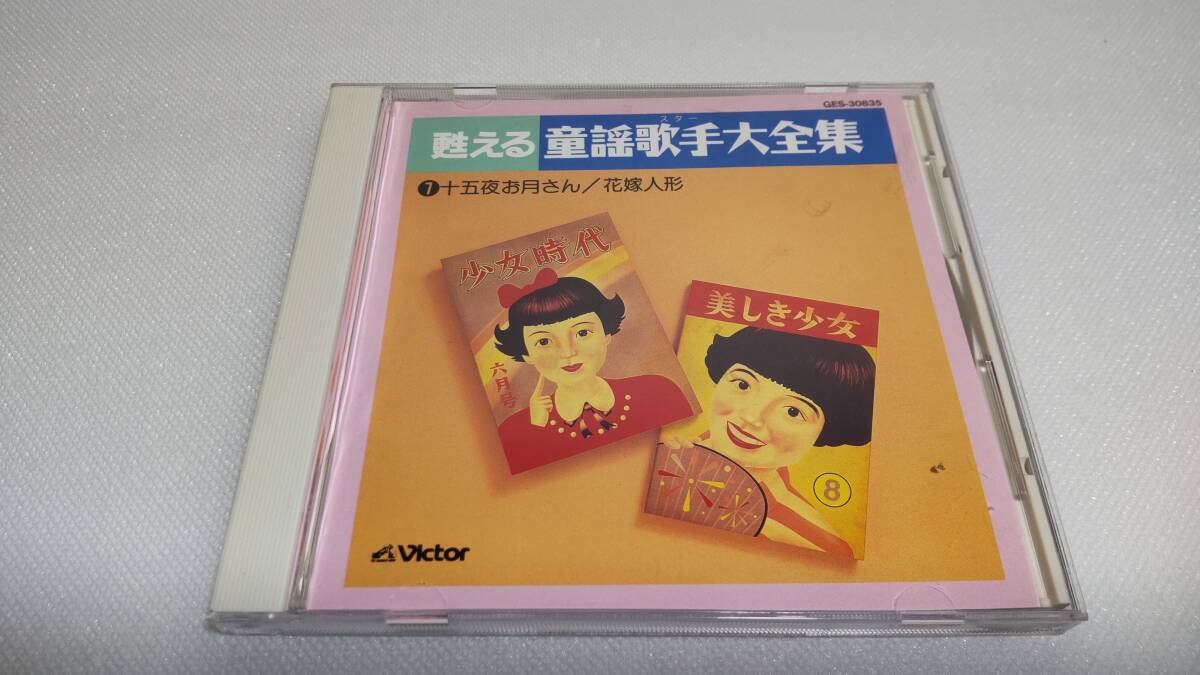 GES-30835
甦える 童謡歌手大全集
スター
❼十五夜お月さん／花嫁人形
少女時代
六月号
美しき少女
⑧
Victor